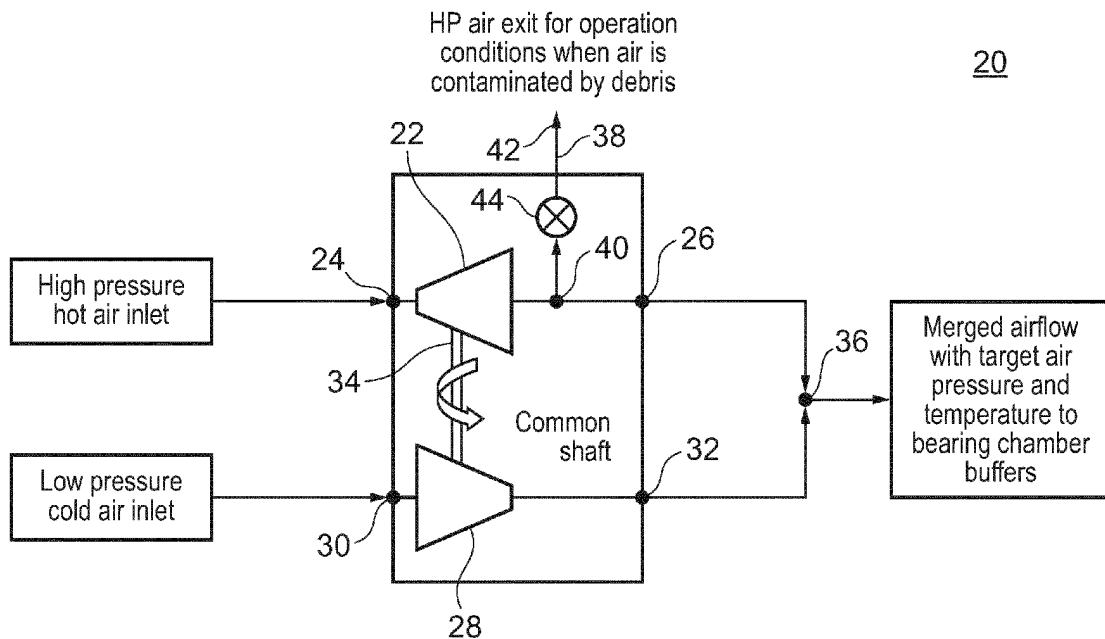 HP air exit for operation
conditions when air is
contaminated by debris
20
22
42
38
44
24
40
26
High pressure
hot air inlet
34
36
Merged airflow
with target air
pressure and
temperature to
bearing chamber
buffers
Common
shaft
32
Low pressure
cold air inlet
30
28